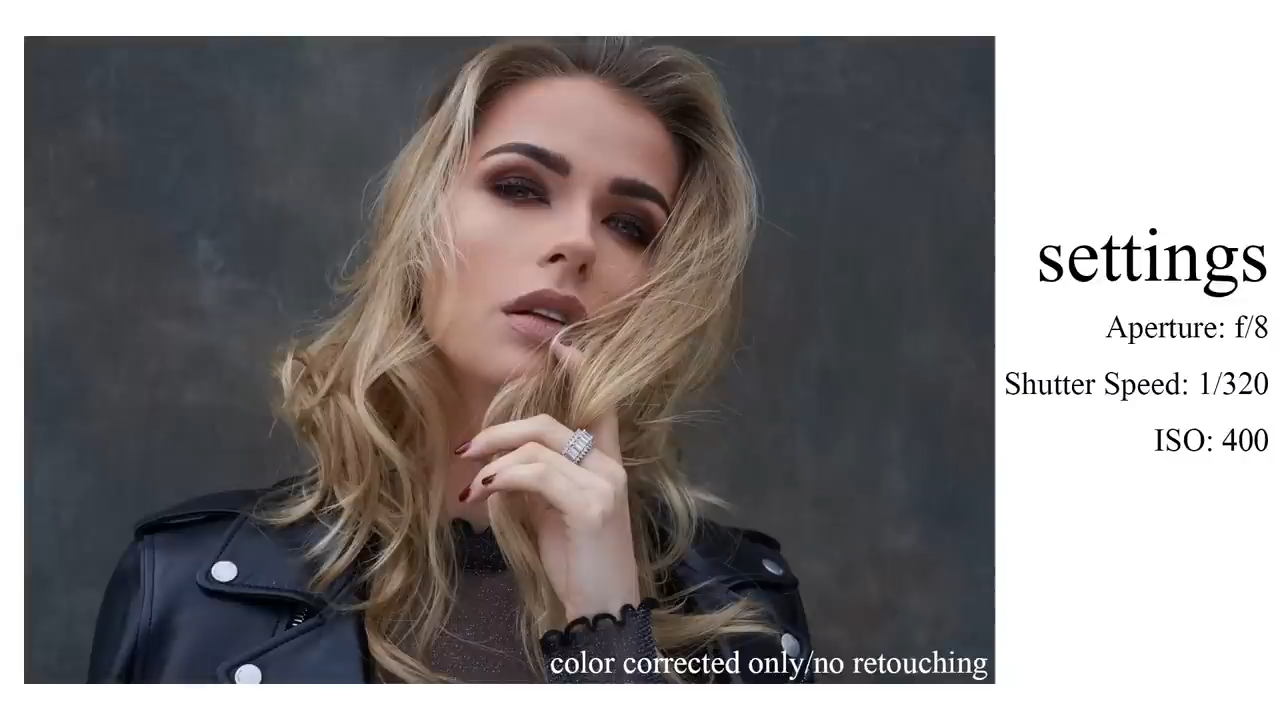 settings
Aperture: f/8
Shutter Speed: 1/320
ISO: 400
color corrected only/no retouching